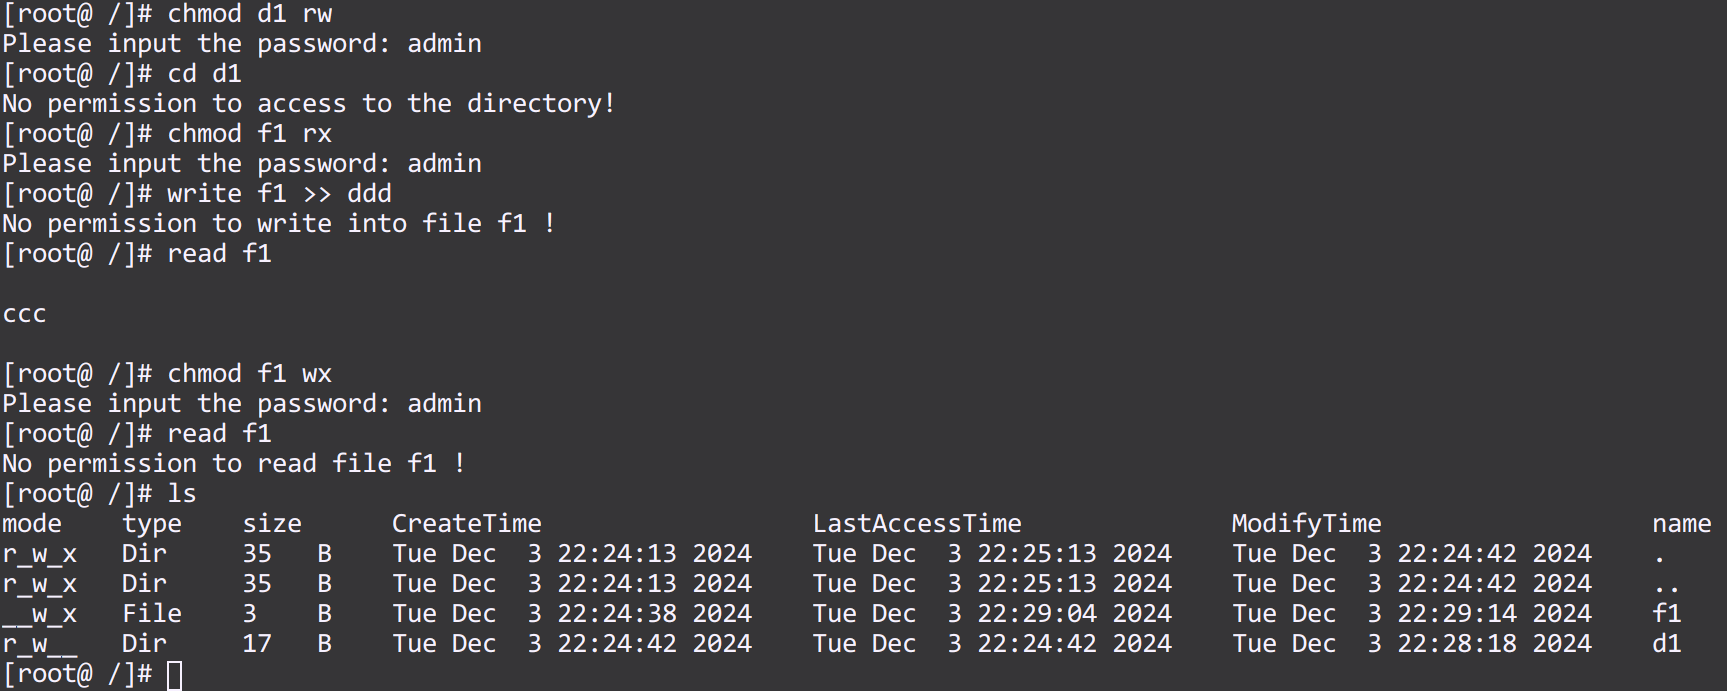 [root@ /]# chmod d1 rw
Please input the password: admin
[root@ /]# cd d1
No permission to access to the directory!
[root@ /]# chmod f1 rx
Please input the password: admin
[root@ /]# write f1 >> ddd
No permission to write into file f1 !
[root@ /]# read f1
ccc
[root@ /]# chmod f1 wx
Please input the password: admin
[root@ /]# read f1
No permission to read file f1 !
[root@ /]# ls
mode    type    size      CreateTime                  LastAccessTime              ModifyTime                  name
r_w_x   Dir     35   B    Tue Dec  3 22:24:13 2024    Tue Dec  3 22:25:13 2024    Tue Dec  3 22:24:42 2024    .
r_w_x   Dir     35   B    Tue Dec  3 22:24:13 2024    Tue Dec  3 22:25:13 2024    Tue Dec  3 22:24:42 2024    ..
__w_x   File    3    B    Tue Dec  3 22:24:38 2024    Tue Dec  3 22:29:04 2024    Tue Dec  3 22:29:14 2024    f1
r_w__   Dir     17   B    Tue Dec  3 22:24:42 2024    Tue Dec  3 22:24:42 2024    Tue Dec  3 22:28:18 2024    d1
[root@ /]#